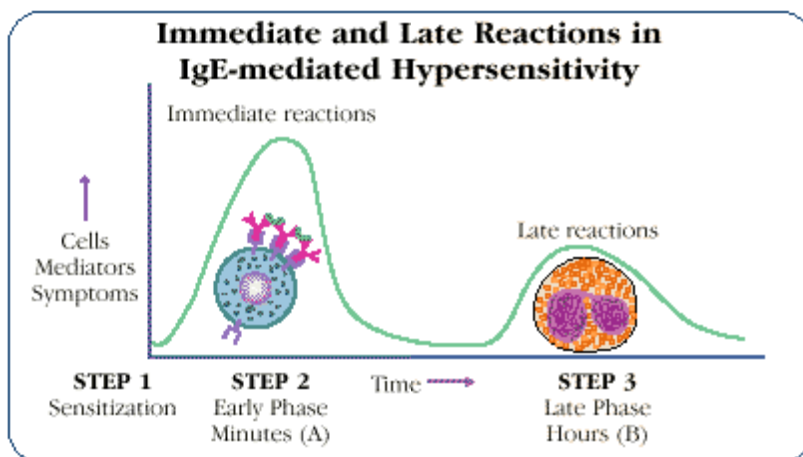 Immediate and Late Reactions in
IgE-mediated Hypersensitivity
Immediate reactions
Cells
Mediators
Symptoms
Late reactions
STEP 1
Sensitization
STEP 2
Early Phase
Minutes (A)
Time
STEP 3
Late Phase
Hours (B)